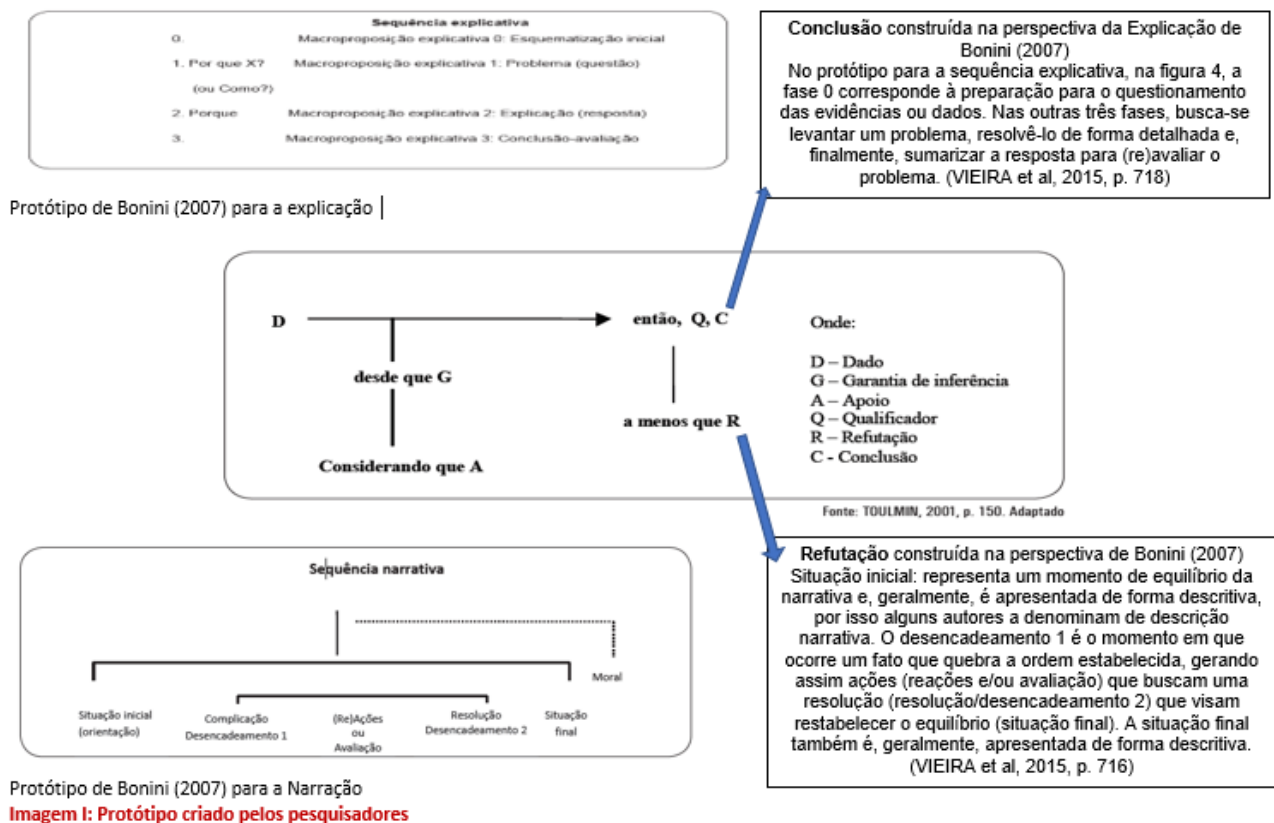 Sequência explicativa
0. Macroproposição explicativa 0: Esquematização inicial
1. Por que X? Macroproposição explicativa 1: Problema (questão)
(ou Como?)
2. Porque Macroproposição explicativa 2: Explicação (resposta)
3. Macroproposição explicativa 3: Conclusão-avaliação
Protótipo de Bonini (2007) para a explicação
Conclusão construída na perspectiva da Explicação de
Bonini (2007)
No protótipo para a sequência explicativa, na figura 4, a
fase 0 corresponde à preparação para o questionamento
das evidências ou dados. Nas outras três fases, busca-se
levantar um problema, resolvê-lo de forma detalhada e,
finalmente, sumarizar a resposta para (re)avaliar o
problema. (VIEIRA et al, 2015, p. 718)
D
então, Q, C
desde que G
a menos que R
Considerando que A
Onde:
D – Dado
G – Garantia de inferência
A – Apoio
Q – Qualificador
R – Refutação
C - Conclusão
Fonte: TOULMIN, 2001, p. 150. Adaptado
Sequência narrativa
Moral
Situação inicial
(orientação)
Complicação
Desencadeamento 1
(Re)Ações
ou
Avaliação
Resolução
Desencadeamento 2
Situação
final
Refutação construída na perspectiva de Bonini (2007)
Situação inicial: representa um momento de equilíbrio da
narrativa e, geralmente, é apresentada de forma descritiva,
por isso alguns autores a denominam de descrição
narrativa. O desencadeamento 1 é o momento em que
ocorre um fato que quebra a ordem estabelecida, gerando
assim ações (reações e/ou avaliação) que buscam uma
resolução (resolução/desencadeamento 2) que visam
restabelecer o equilíbrio (situação final). A situação final
também é, geralmente, apresentada de forma descritiva.
(VIEIRA et al, 2015, p. 716)
Protótipo de Bonini (2007) para a Narração
Imagem I: Protótipo criado pelos pesquisadores